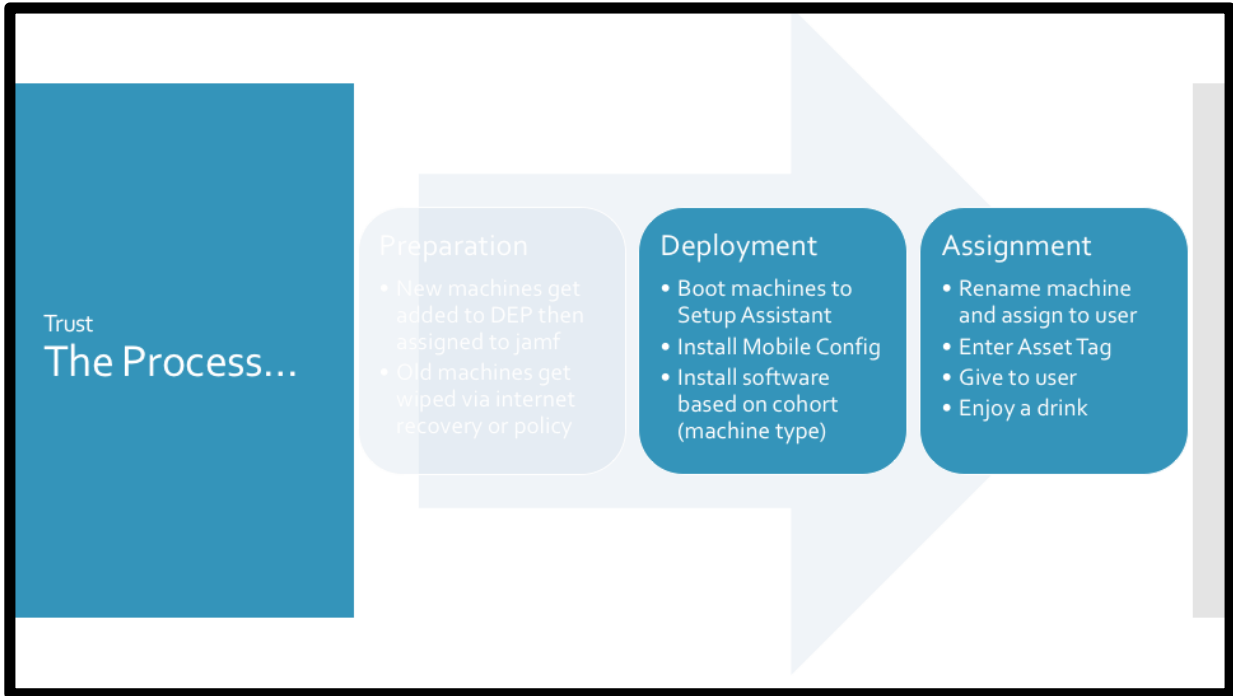 Trust
The Process...
Preparation
• New machines get
added to DEP then
assigned to jamf
• Old machines get
wiped via internet
recovery or policy
Deployment
• Boot machines to
Setup Assistant
• Install Mobile Config
• Install software
based on cohort
(machine type)
Assignment
• Rename machine
and assign to user
• Enter Asset Tag
• Give to user
• Enjoy a drink